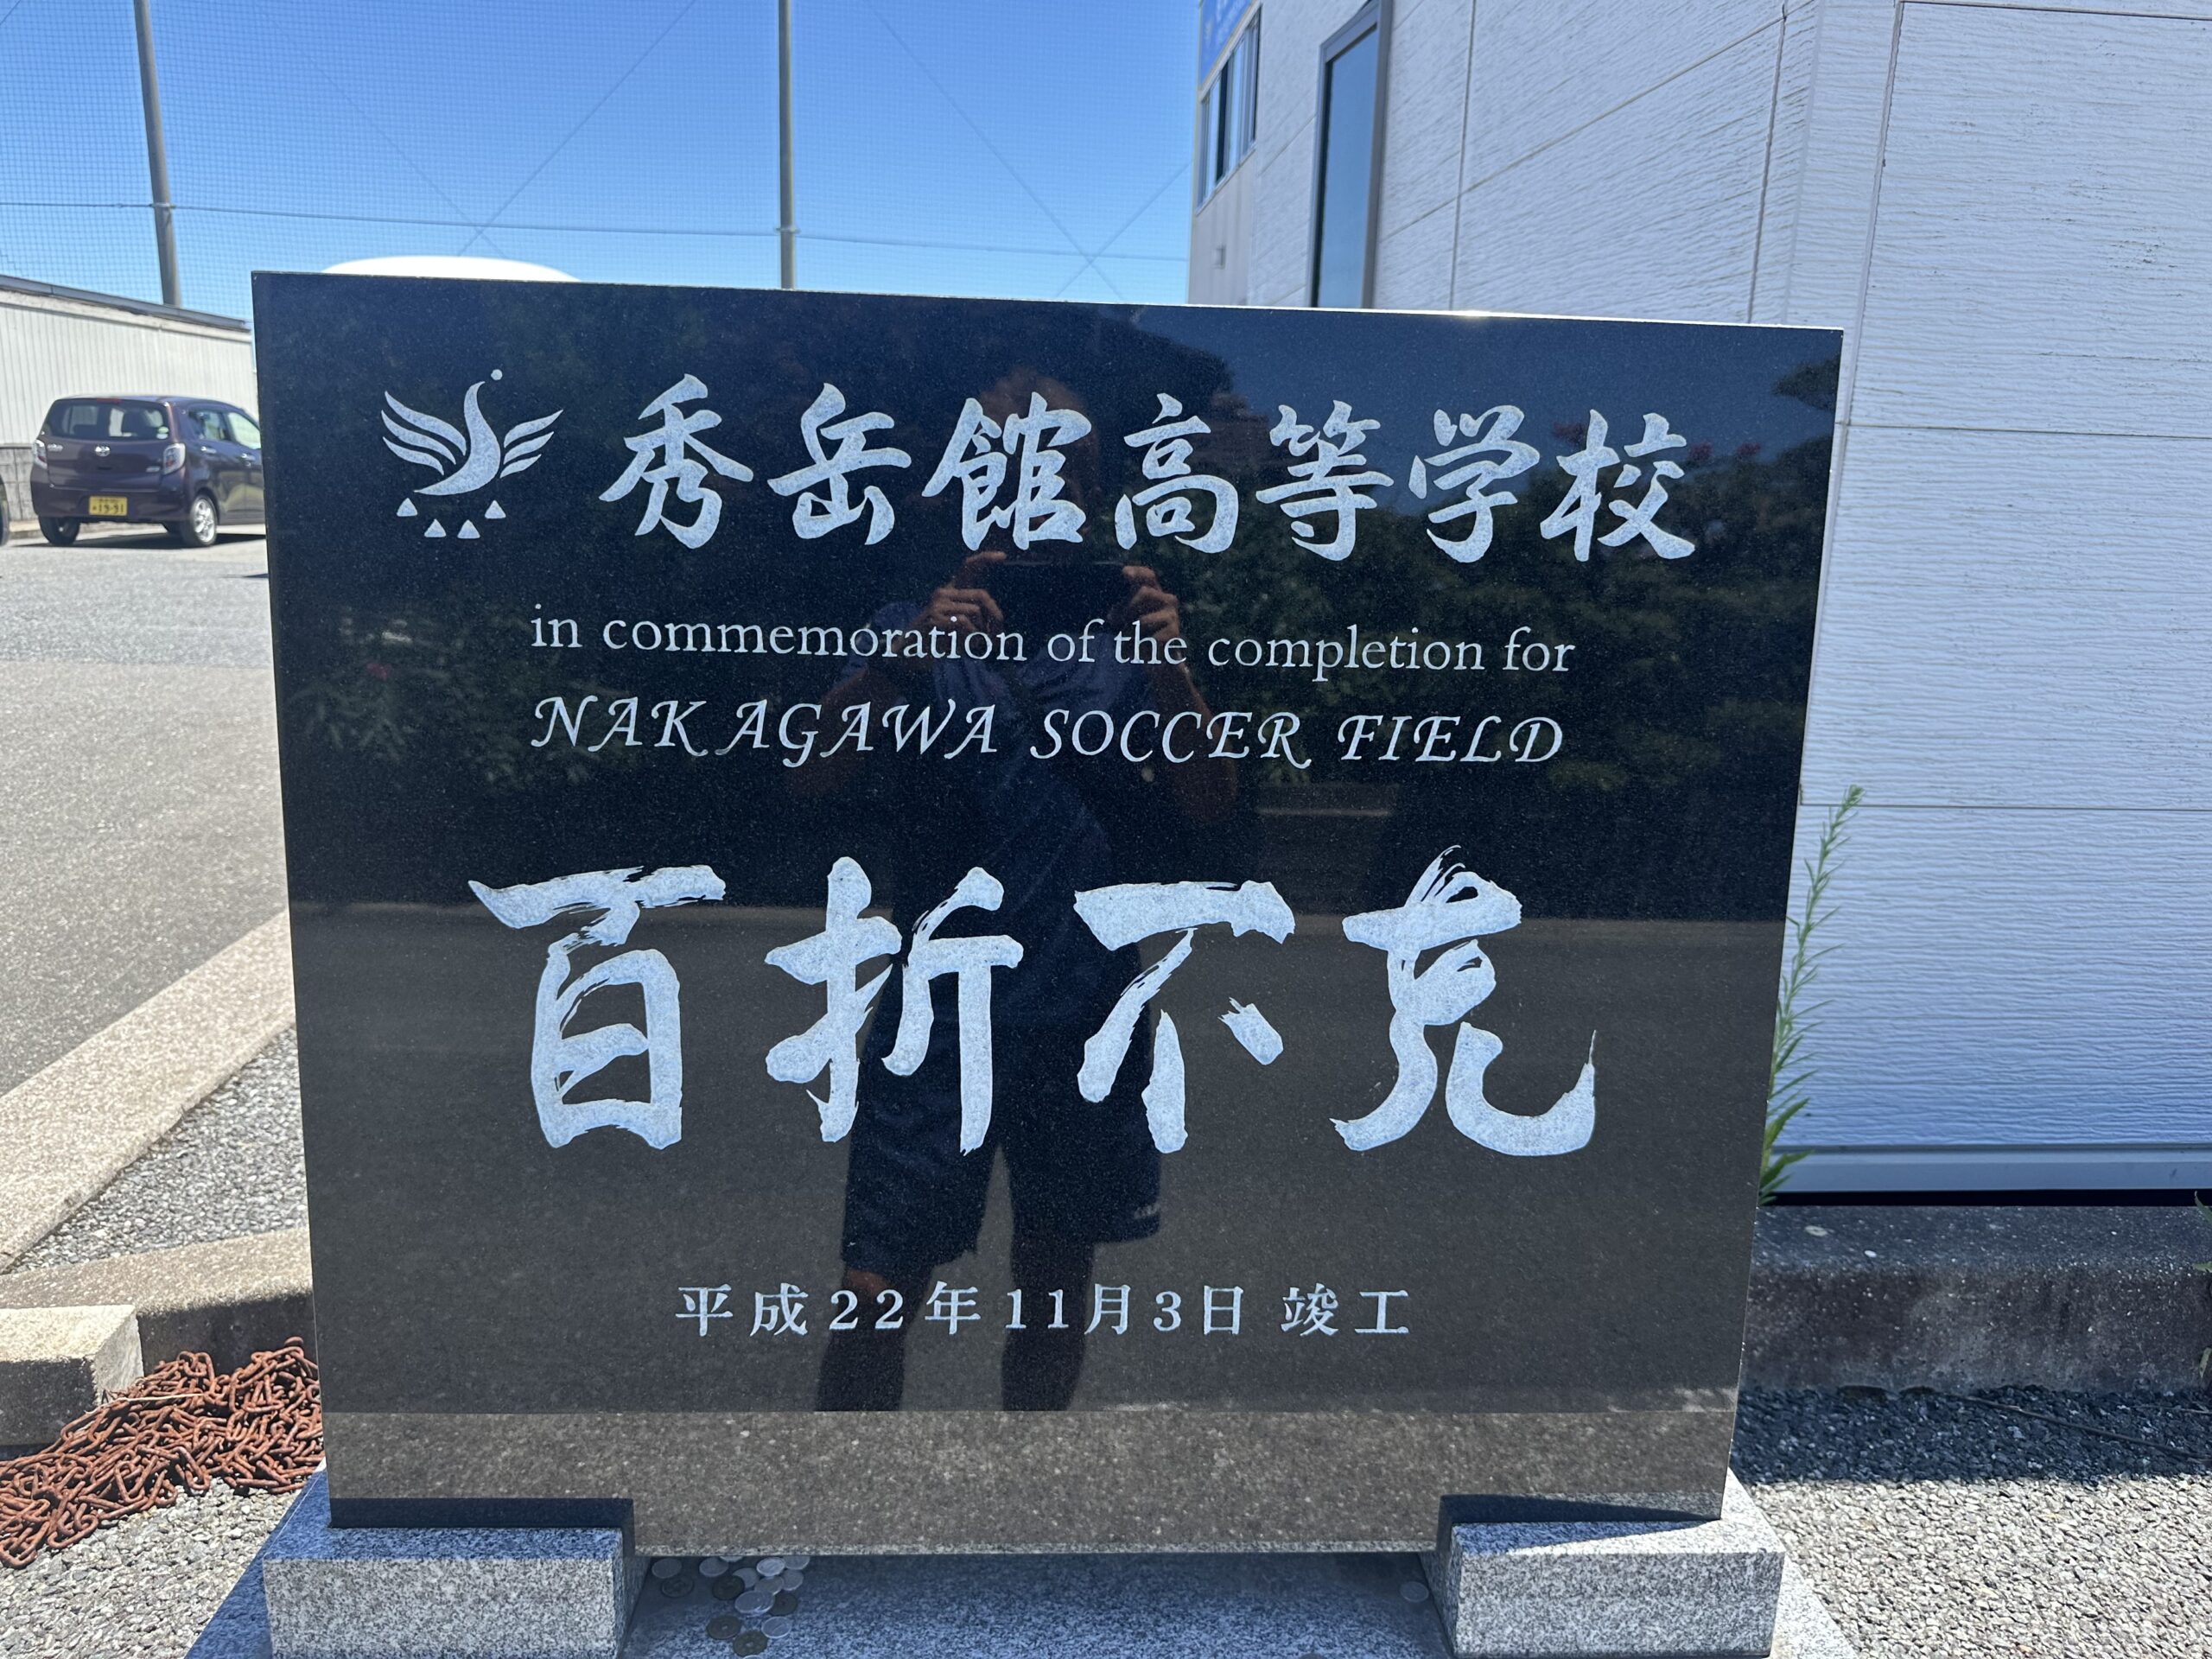 秀岳館高等学校
in commemoration of the completion for
NAKAGAWA SOCCER FIELD
百折不克
平成22年11月3日 竣工